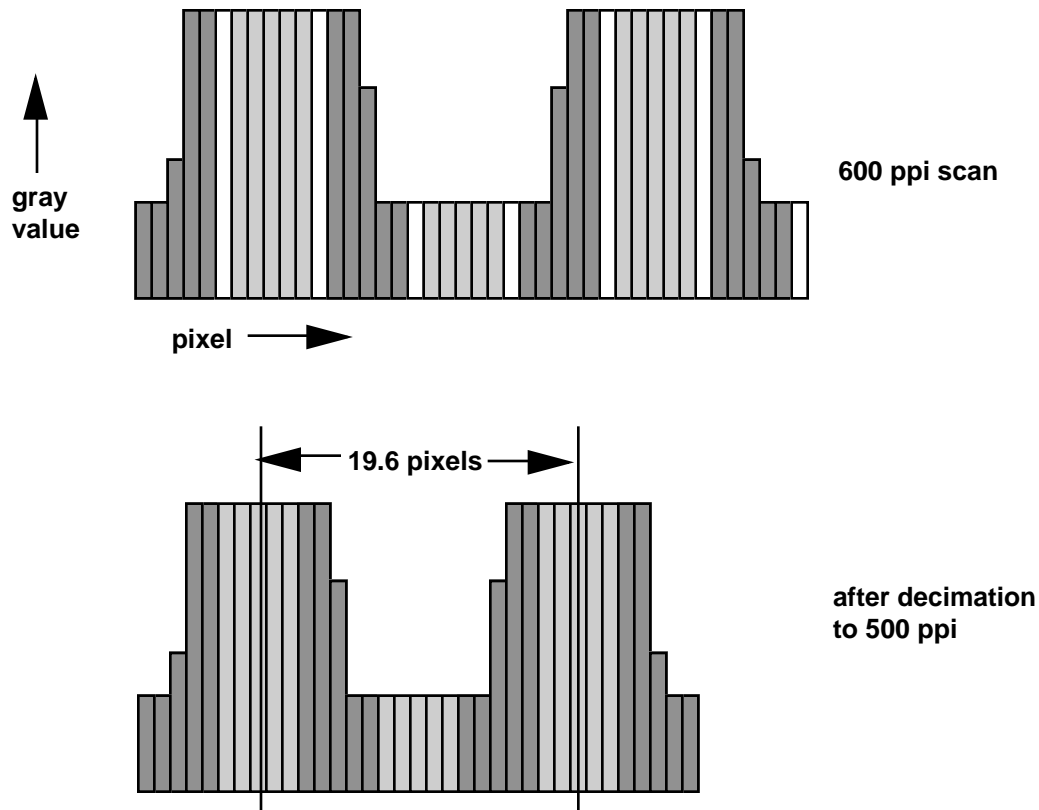 600 ppi scan
gray
value
pixel
19.6 pixels
after decimation
to 500 ppi